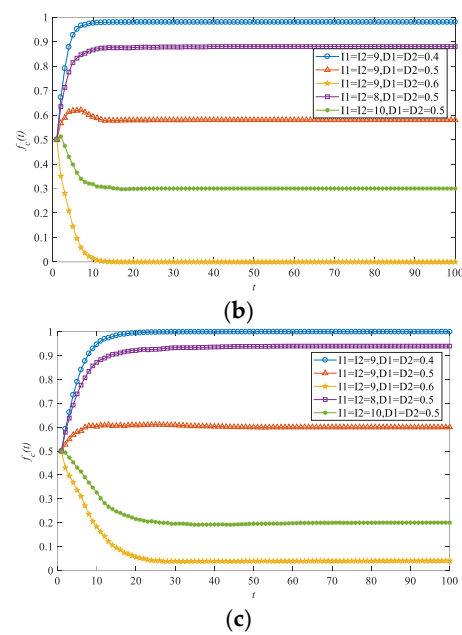 1
0.9
0.8
0.7
0.6
0.5
0.4
0.3
0.2
0.1
0
f_c(t)
I1=I2=9,D1=D2=0.4
I1=I2=9,D1=D2=0.5
I1=I2=9,D1=D2=0.6
I1=I2=8,D1=D2=0.5
I1=I2=10,D1=D2=0.5
0 10 20 30 40 50 60 70 80 90 100
t
(b)
1
0.9
0.8
0.7
0.6
0.5
0.4
0.3
0.2
0.1
0
f_c(t)
I1=I2=9,D1=D2=0.4
I1=I2=9,D1=D2=0.5
I1=I2=9,D1=D2=0.6
I1=I2=8,D1=D2=0.5
I1=I2=10,D1=D2=0.5
0 10 20 30 40 50 60 70 80 90 100
t
(c)